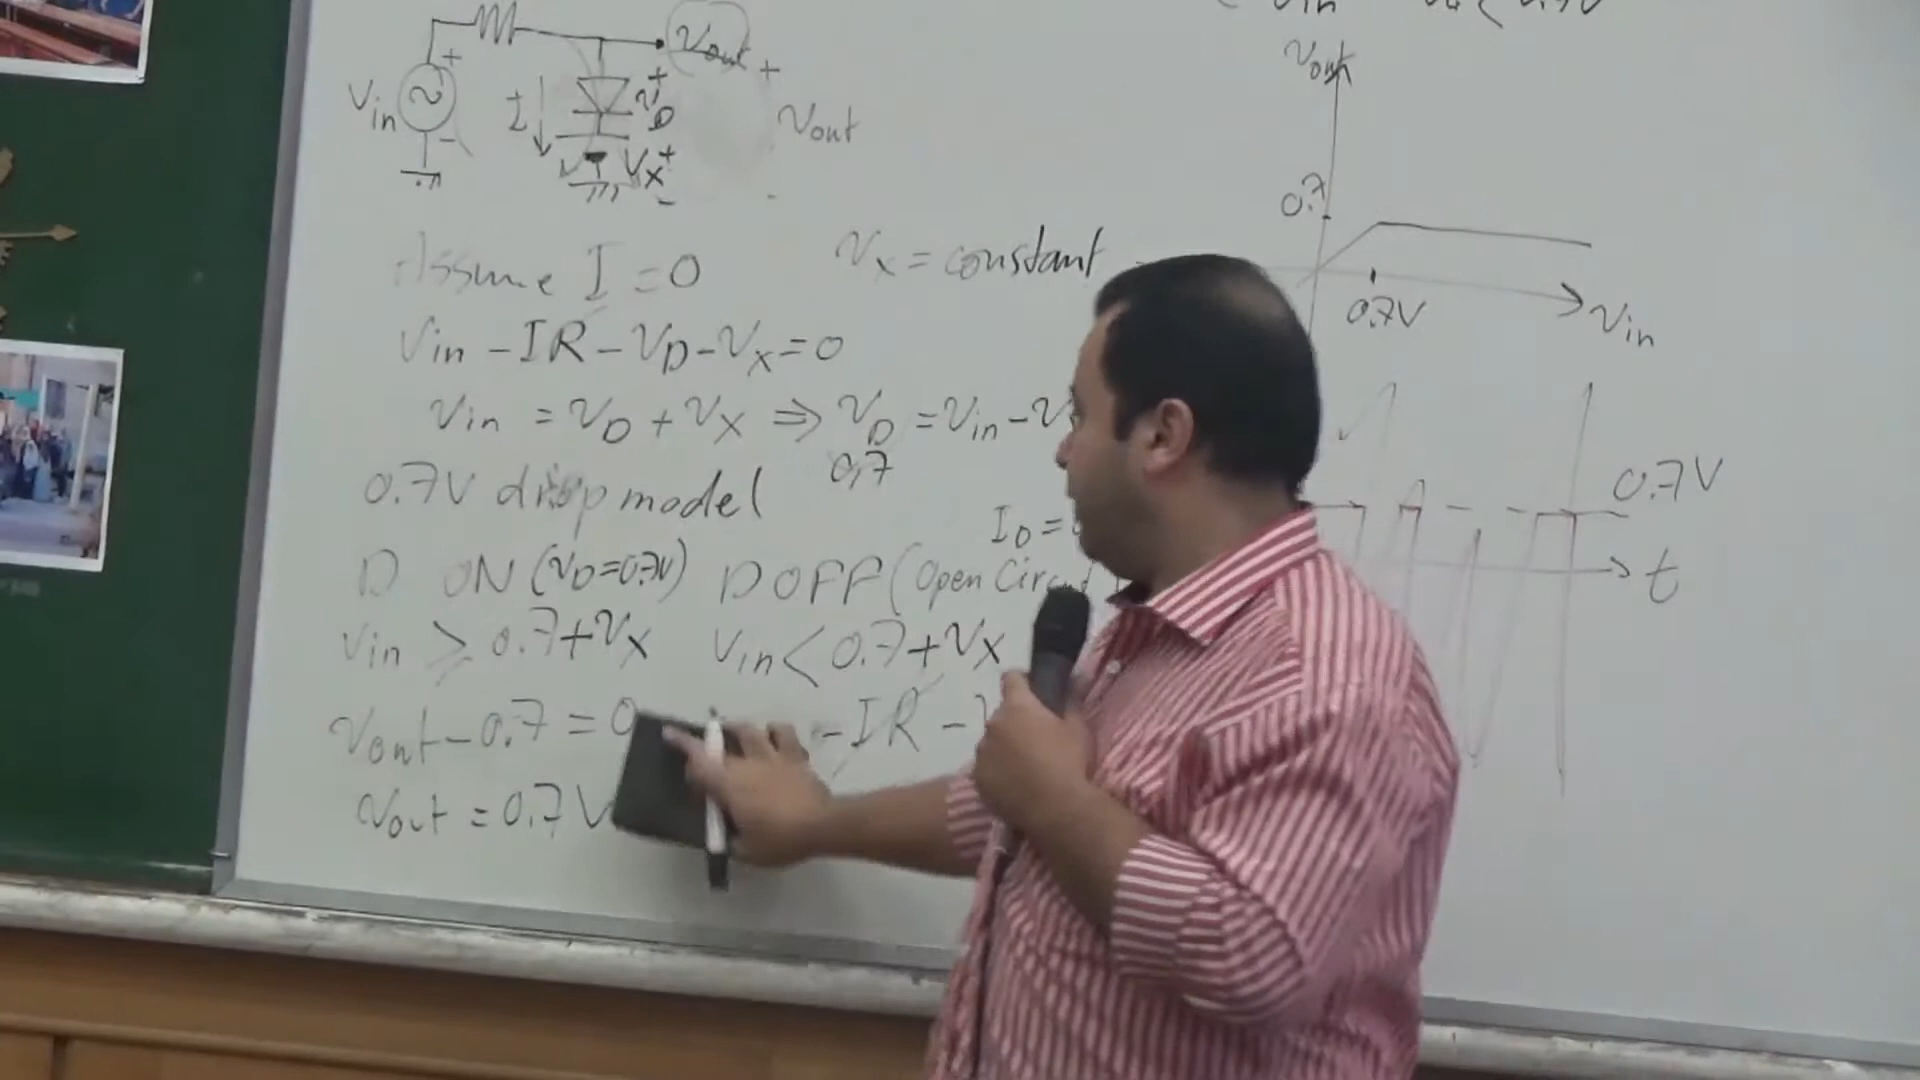 Vout
+
+
Vin
-
I
+
VD
Vout
Vx
+
-
-
Assume I = 0
Vx = constant
Vin - IR - VD - Vx = 0
Vin = VD + Vx ⇒ VD = Vin - V
0,7
0.7V drop model
ID =
D ON (VD=0.7V) D OFF (Open Circuit
Vin ≥ 0.7+Vx Vin < 0.7+Vx
Vout - 0.7 = 0
- IR -
Vout = 0.7V
Vin
Vout
0.7
0.7V
Vin
0.7V
t